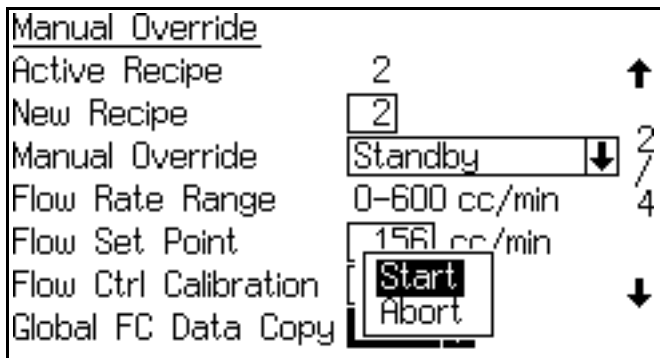 Manual Override
Active Recipe 2
New Recipe 2
Manual Override Standby
Flow Rate Range 0-600 cc/min
Flow Set Point 156 cc/min
Flow Ctrl Calibration
Global FC Data Copy
Start
Abort
2/4